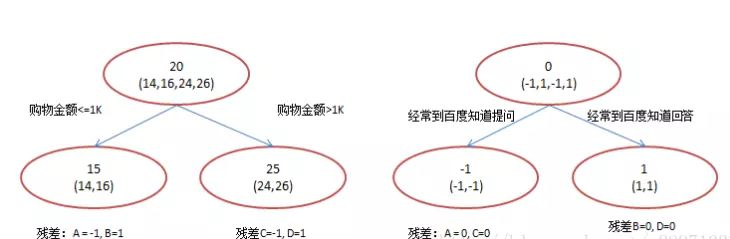 20
(14,16,24,26)
购物金额<=1K
购物金额>1K
15
(14,16)
25
(24,26)
残差：A = -1, B=1
残差C=-1, D=1
0
(-1,1,-1,1)
经常到百度知道提问
经常到百度知道回答
-1
(-1,-1)
1
(1,1)
残差：A = 0, C=0
残差B=0, D=0